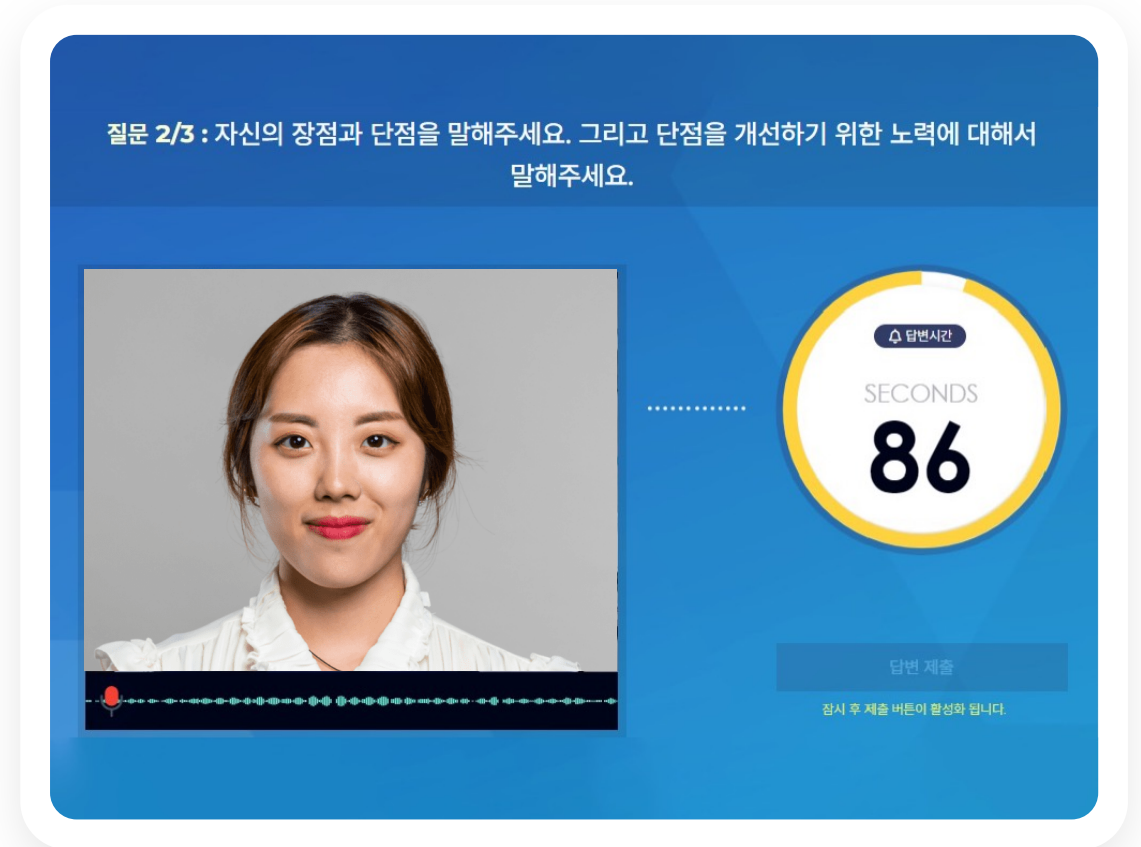 질문 2/3 : 자신의 장점과 단점을 말해주세요. 그리고 단점을 개선하기 위한 노력에 대해서
말해주세요.
답변시간
SECONDS
86
답변 제출
잠시 후 제출 버튼이 활성화 됩니다.